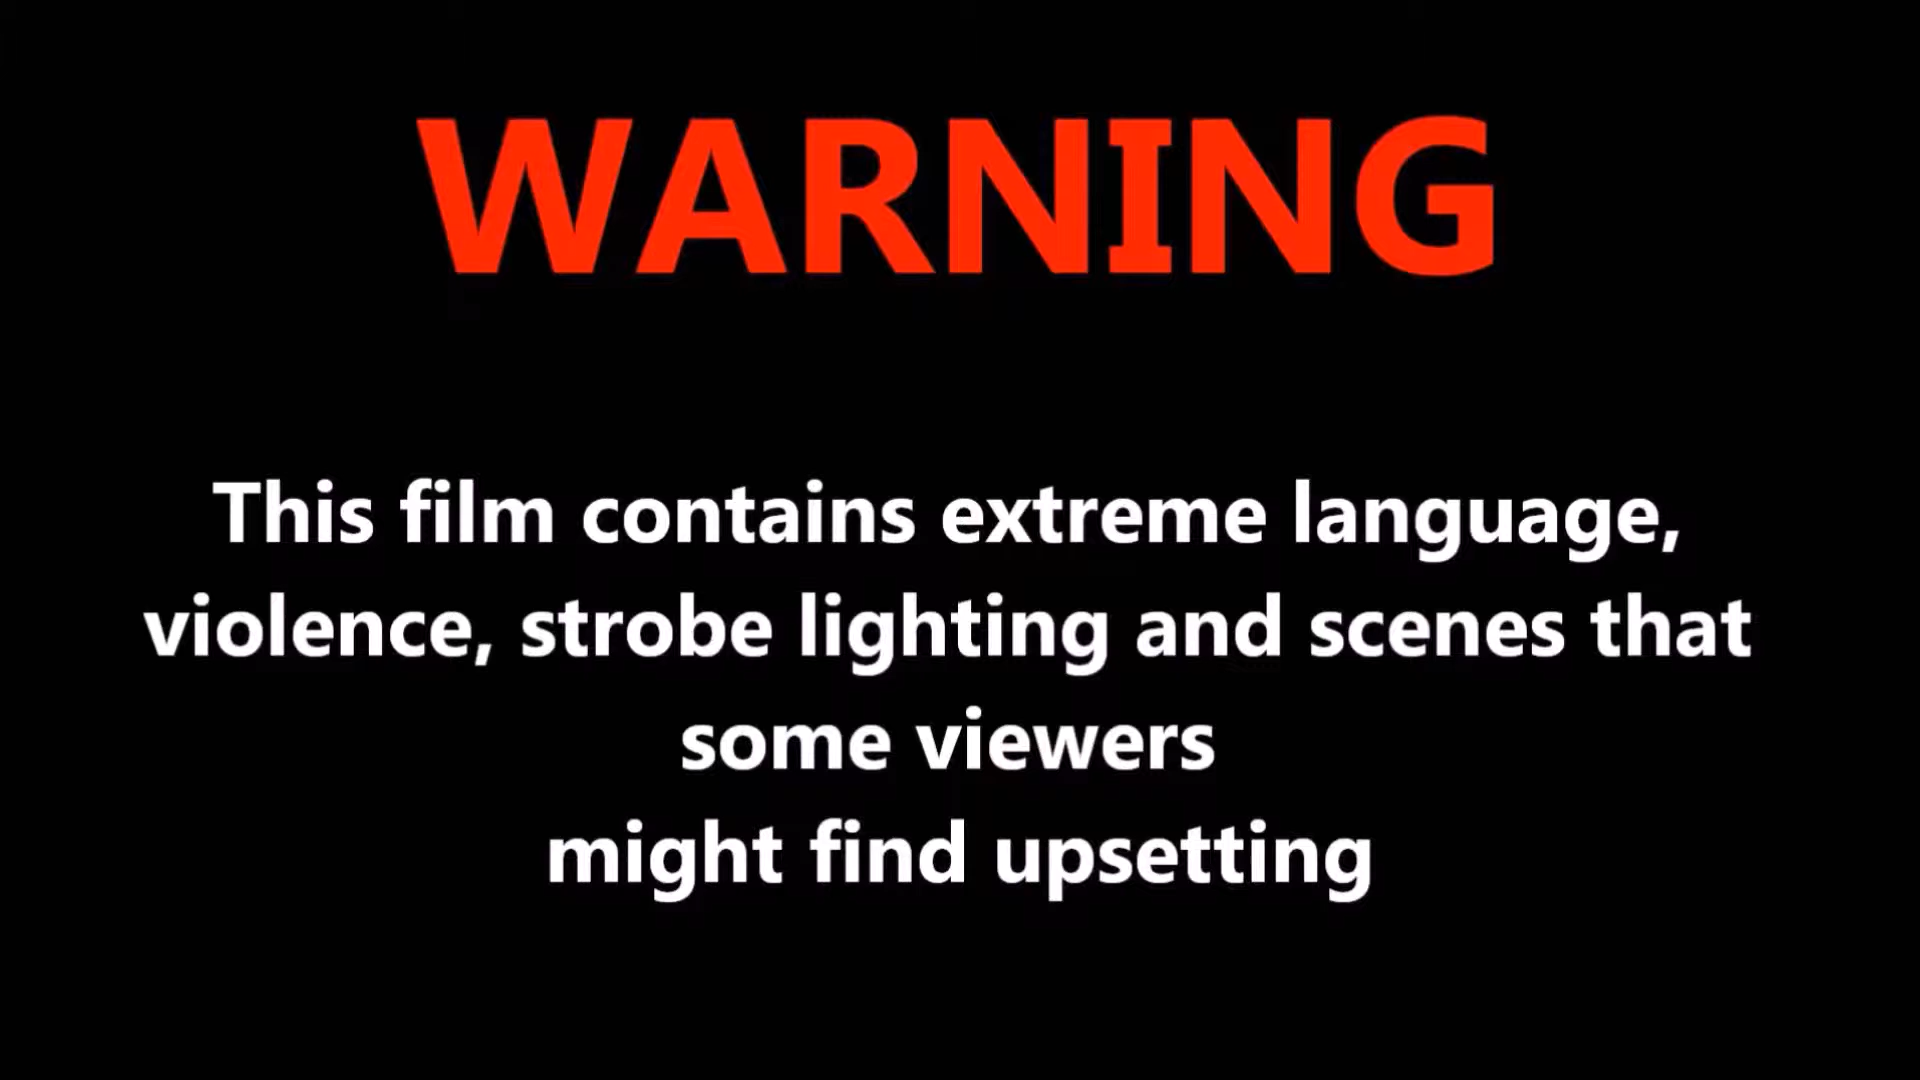 WARNING
This film contains extreme language,
violence, strobe lighting and scenes that
some viewers
might find upsetting